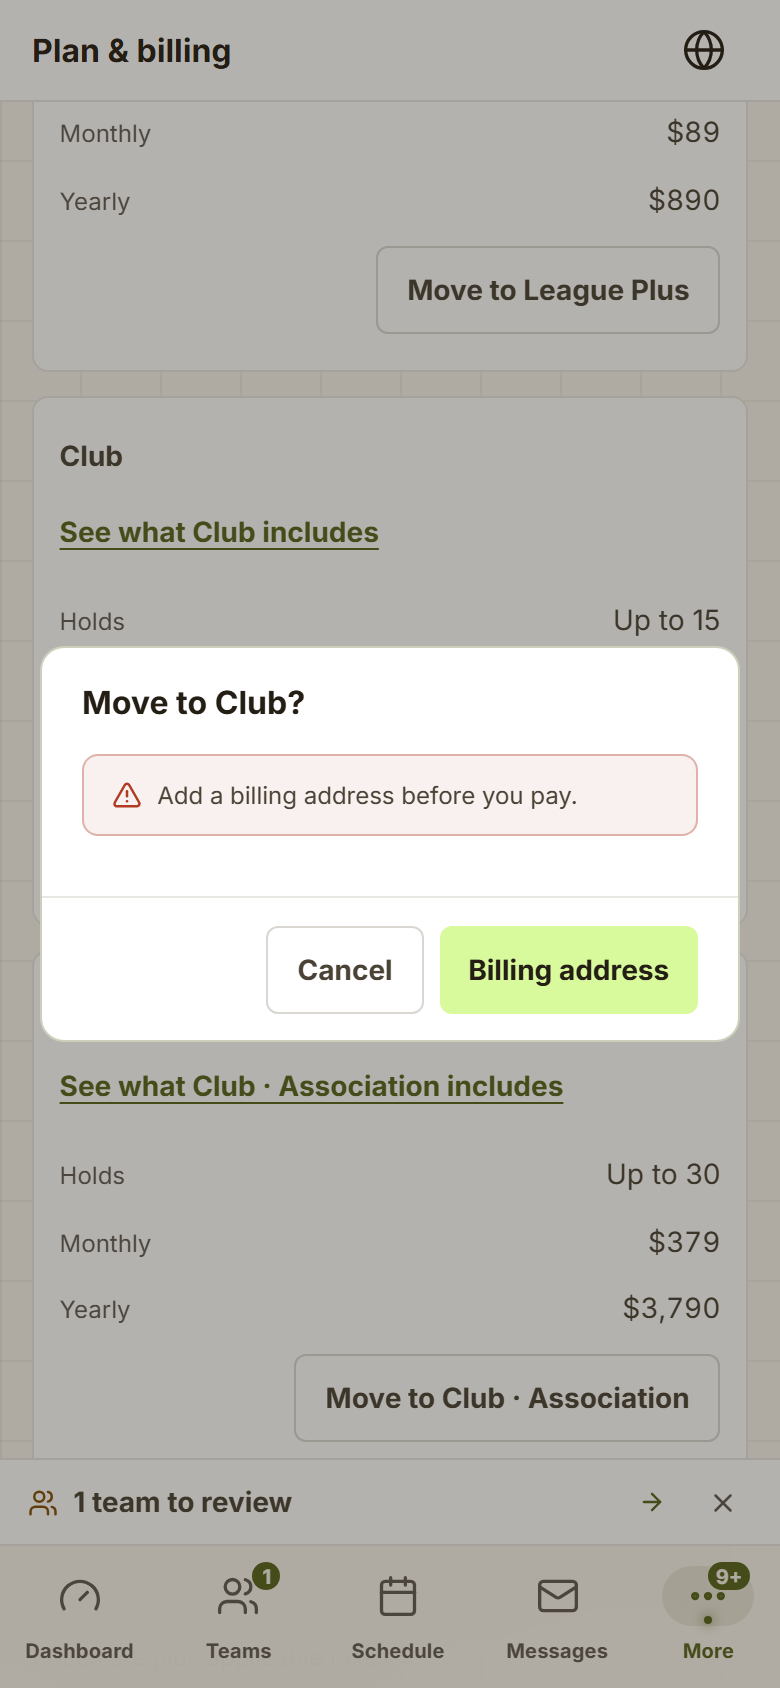 Plan & billing
Monthly
$89
Yearly
$890
Move to League Plus
Club
See what Club includes
Holds
Up to 15
Move to Club?
Add a billing address before you pay.
Cancel
Billing address
See what Club · Association includes
Holds
Up to 30
Monthly
$379
Yearly
$3,790
Move to Club · Association
1 team to review
1
9+
Dashboard
Teams
Schedule
Messages
More